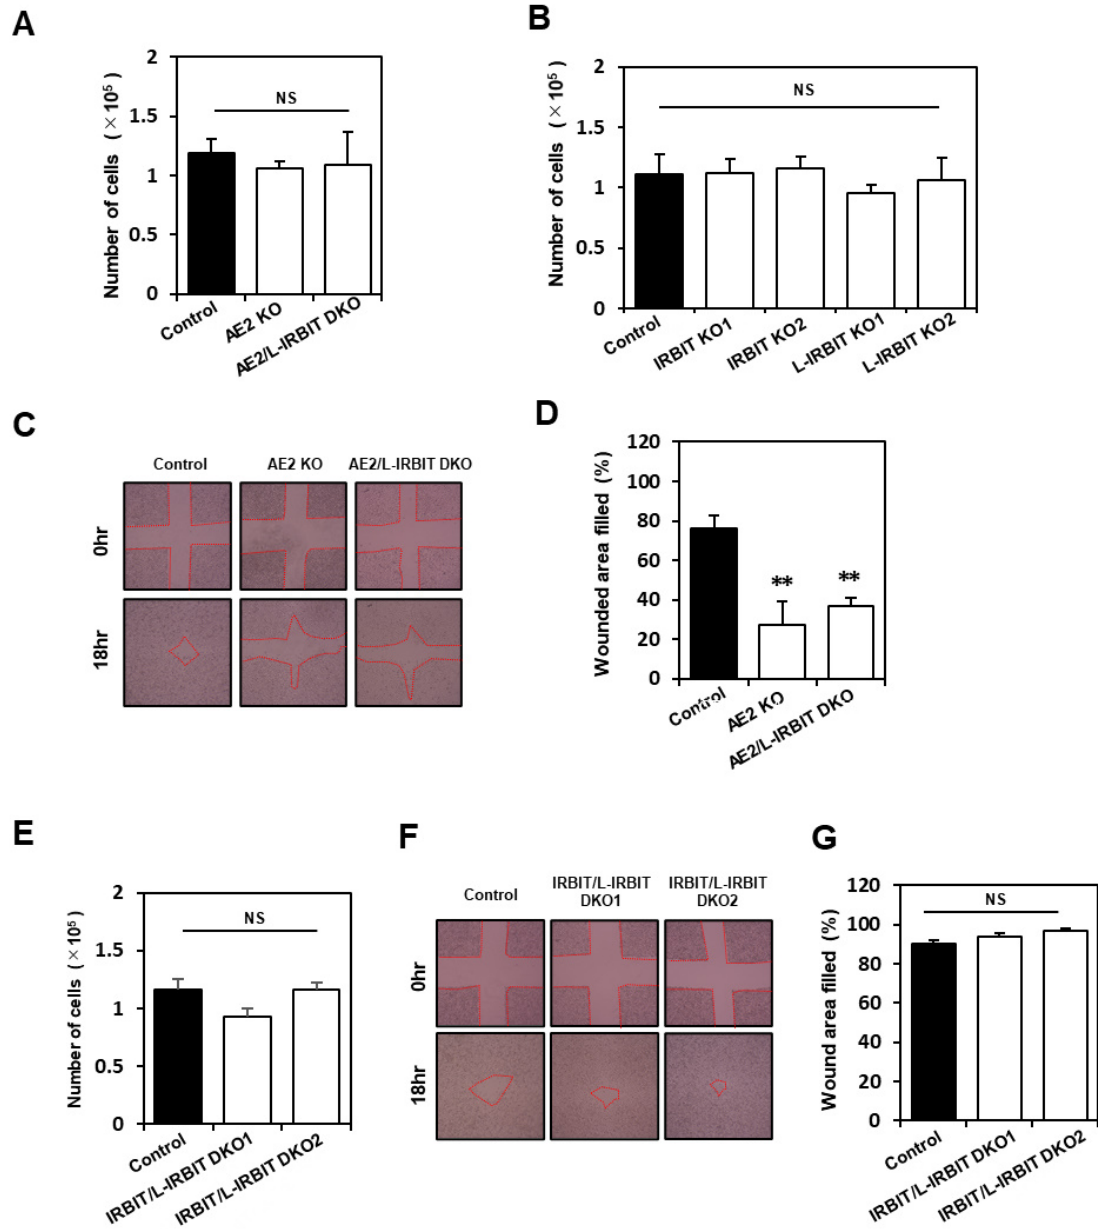 A
Number of cells (×10⁵)
2
1.5
1
0.5
0
NS
Control
AE2 KO
AE2/L-IRBIT DKO
B
Number of cells (×10⁵)
2
1.5
1
0.5
0
NS
Control
IRBIT KO1
IRBIT KO2
L-IRBIT KO1
L-IRBIT KO2
C
Control
AE2 KO
AE2/L-IRBIT DKO
0hr
18hr
D
Wounded area filled (%)
120
100
80
60
40
20
0
**
**
Control
AE2 KO
AE2/L-IRBIT DKO
E
Number of cells (×10⁵)
2
1.5
1
0.5
0
NS
Control
IRBIT/L-IRBIT DKO1
IRBIT/L-IRBIT DKO2
F
Control
IRBIT/L-IRBIT
DKO1
IRBIT/L-IRBIT
DKO2
0hr
18hr
G
Wound area filled (%)
120
100
80
60
40
20
0
NS
Control
IRBIT/L-IRBIT DKO1
IRBIT/L-IRBIT DKO2